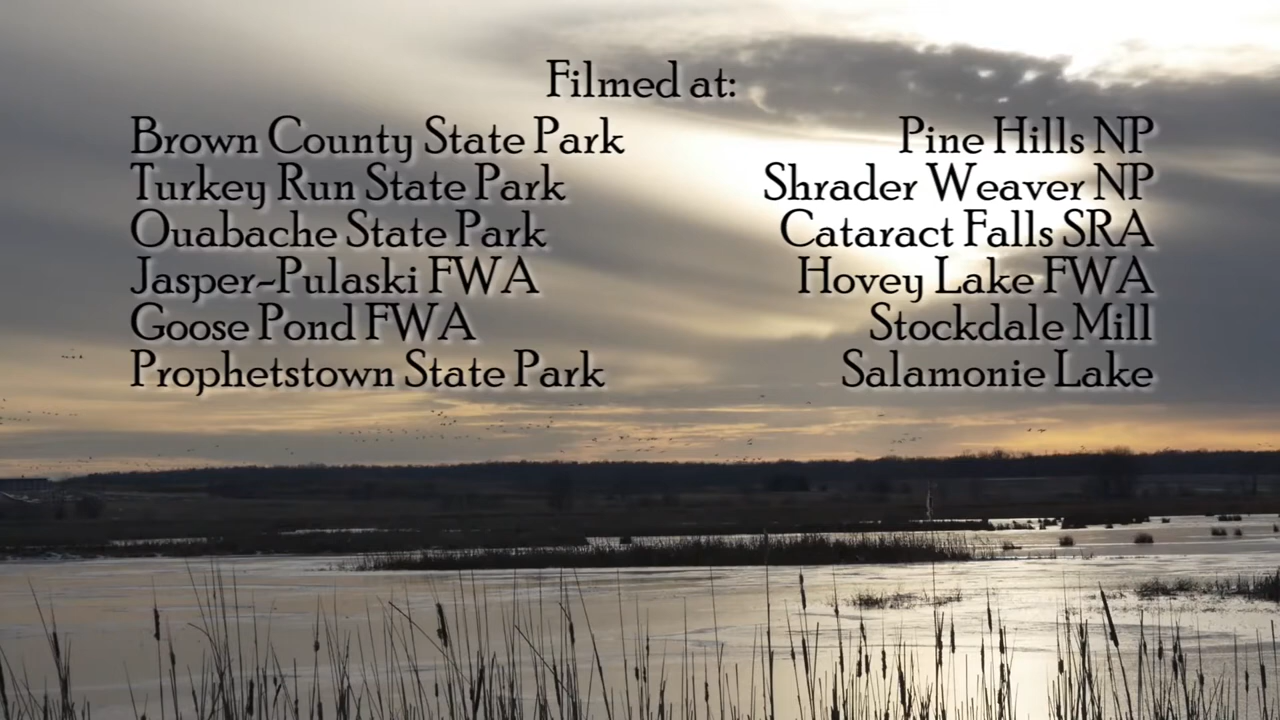 Filmed at:
Brown County State Park
Turkey Run State Park
Ouabache State Park
Jasper-Pulaski FWA
Goose Pond FWA
Prophetstown State Park
Pine Hills NP
Shrader Weaver NP
Cataract Falls SRA
Hovey Lake FWA
Stockdale Mill
Salamonie Lake